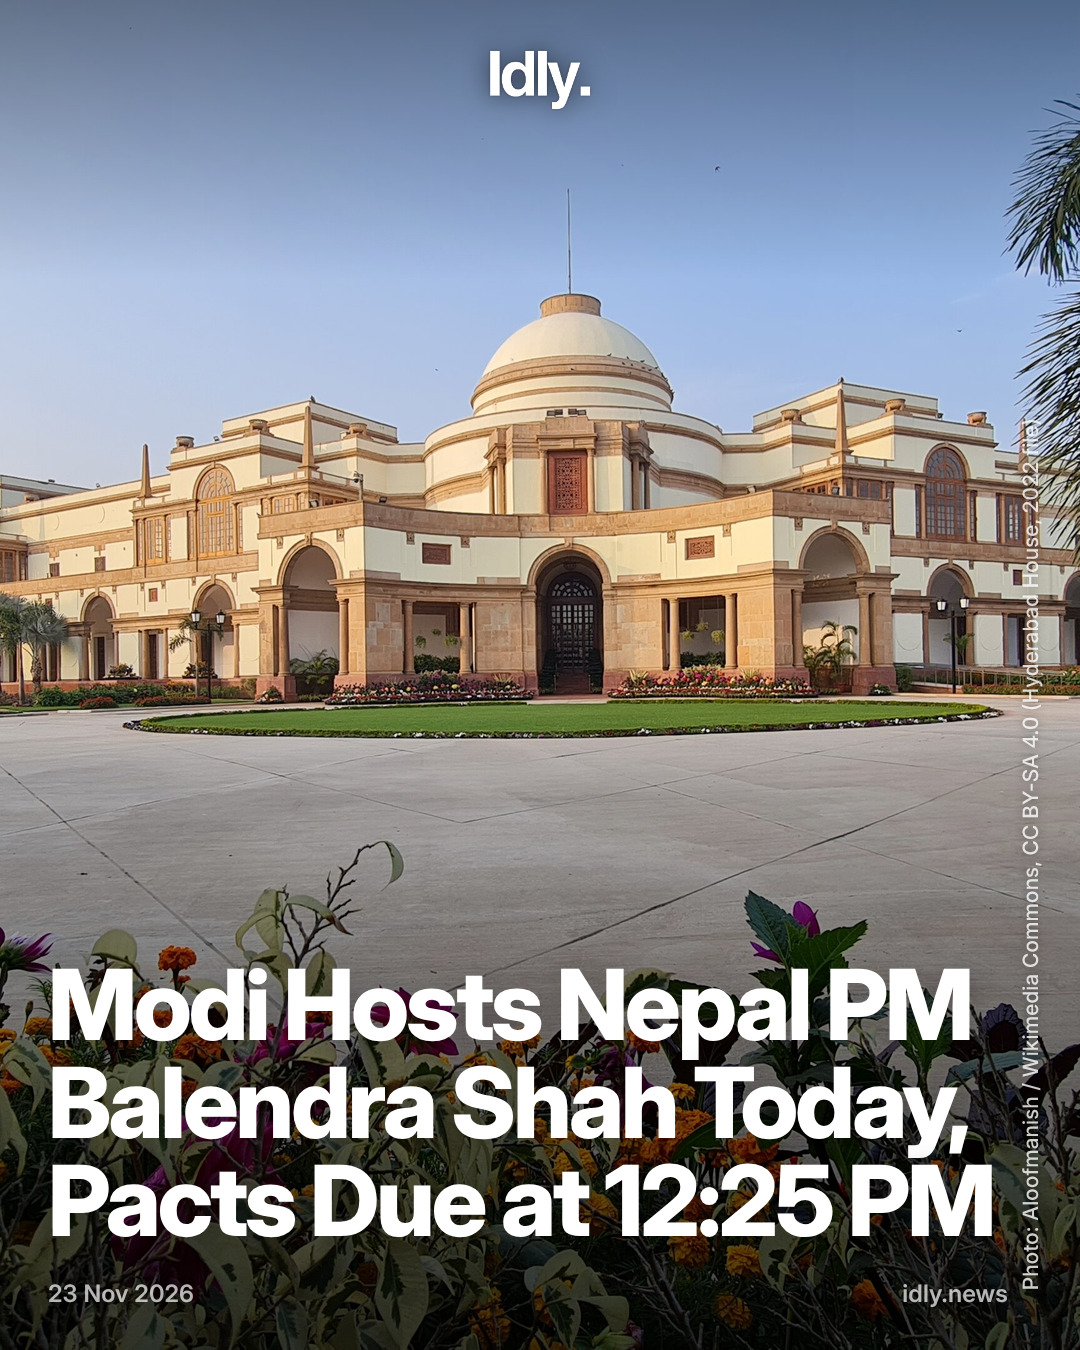 Idly.
Modi Hosts Nepal PM
Balendra Shah Today,
Pacts Due at 12:25 PM
23 Nov 2026
idly.news
Photo: Aloofmanish / Wikimedia Commons, CC BY-SA 4.0 (Hyderabad House, 2022 file)